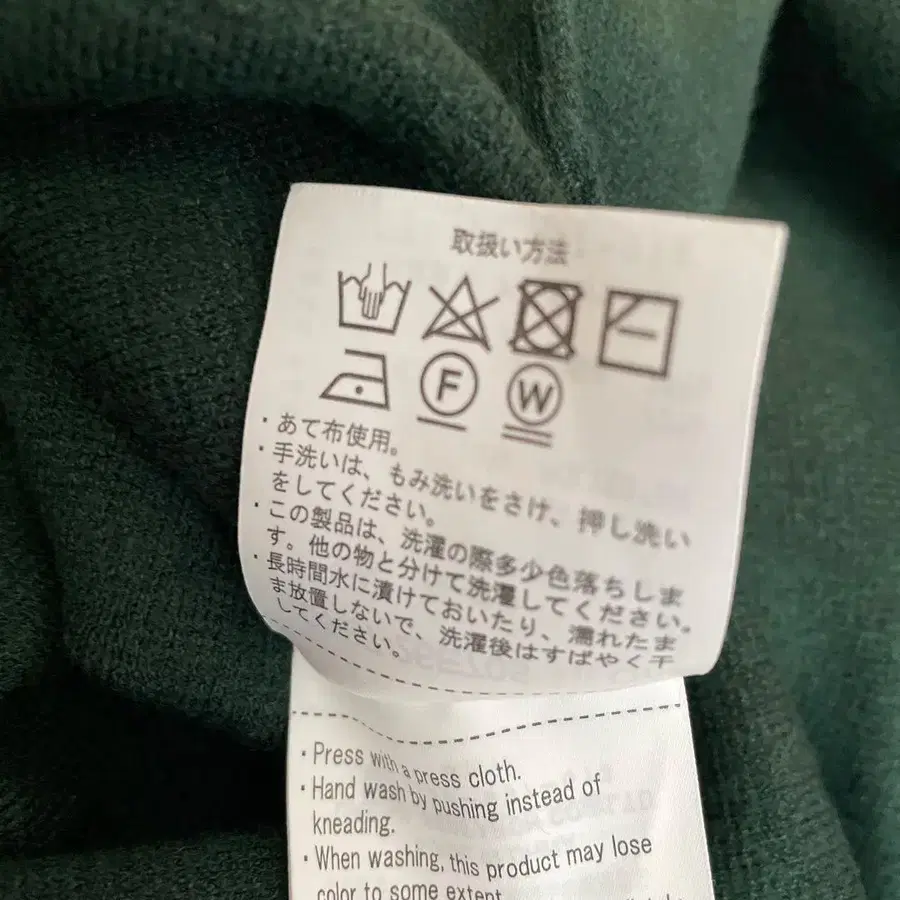 取扱い方法
F W
・あて布使用。
・手洗いは、もみ洗いをさけ、押し洗い
をしてください。
・この製品は、洗濯の際多少色落ちしま
す。他の物と分けて洗濯してください。
・長時間水に漬けておいたり、濡れたま
ま放置しないで、洗濯後はすばやく干
してください。
・Press with a press cloth.
・Hand wash by pushing instead of
kneading.
・When washing, this product may lose
color to some extent